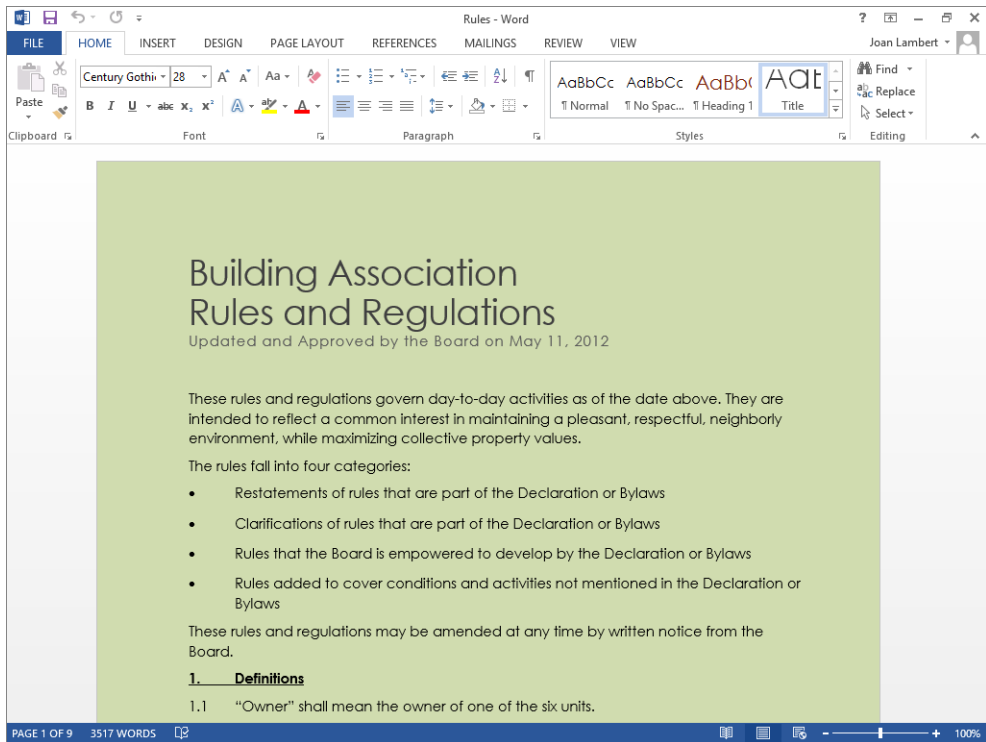 Rules - Word
FILE HOME INSERT DESIGN PAGE LAYOUT REFERENCES MAILINGS REVIEW VIEW Joan Lambert
Century Gothic 28 A A Aa
AaBbCc AaBbCc AaBb( AaB
Find
Paste
B I U abc X₂ X² A aby A
¶ Normal ¶ No Spac... ¶ Heading 1 Title
Replace
Select
Clipboard Font Paragraph Styles Editing
Building Association
Rules and Regulations
Updated and Approved by the Board on May 11, 2012
These rules and regulations govern day-to-day activities as of the date above. They are
intended to reflect a common interest in maintaining a pleasant, respectful, neighborly
environment, while maximizing collective property values.
The rules fall into four categories:
• Restatements of rules that are part of the Declaration or Bylaws
• Clarifications of rules that are part of the Declaration or Bylaws
• Rules that the Board is empowered to develop by the Declaration or Bylaws
• Rules added to cover conditions and activities not mentioned in the Declaration or
Bylaws
These rules and regulations may be amended at any time by written notice from the
Board.
1. Definitions
1.1 “Owner” shall mean the owner of one of the six units.
PAGE 1 OF 9 3517 WORDS 100%